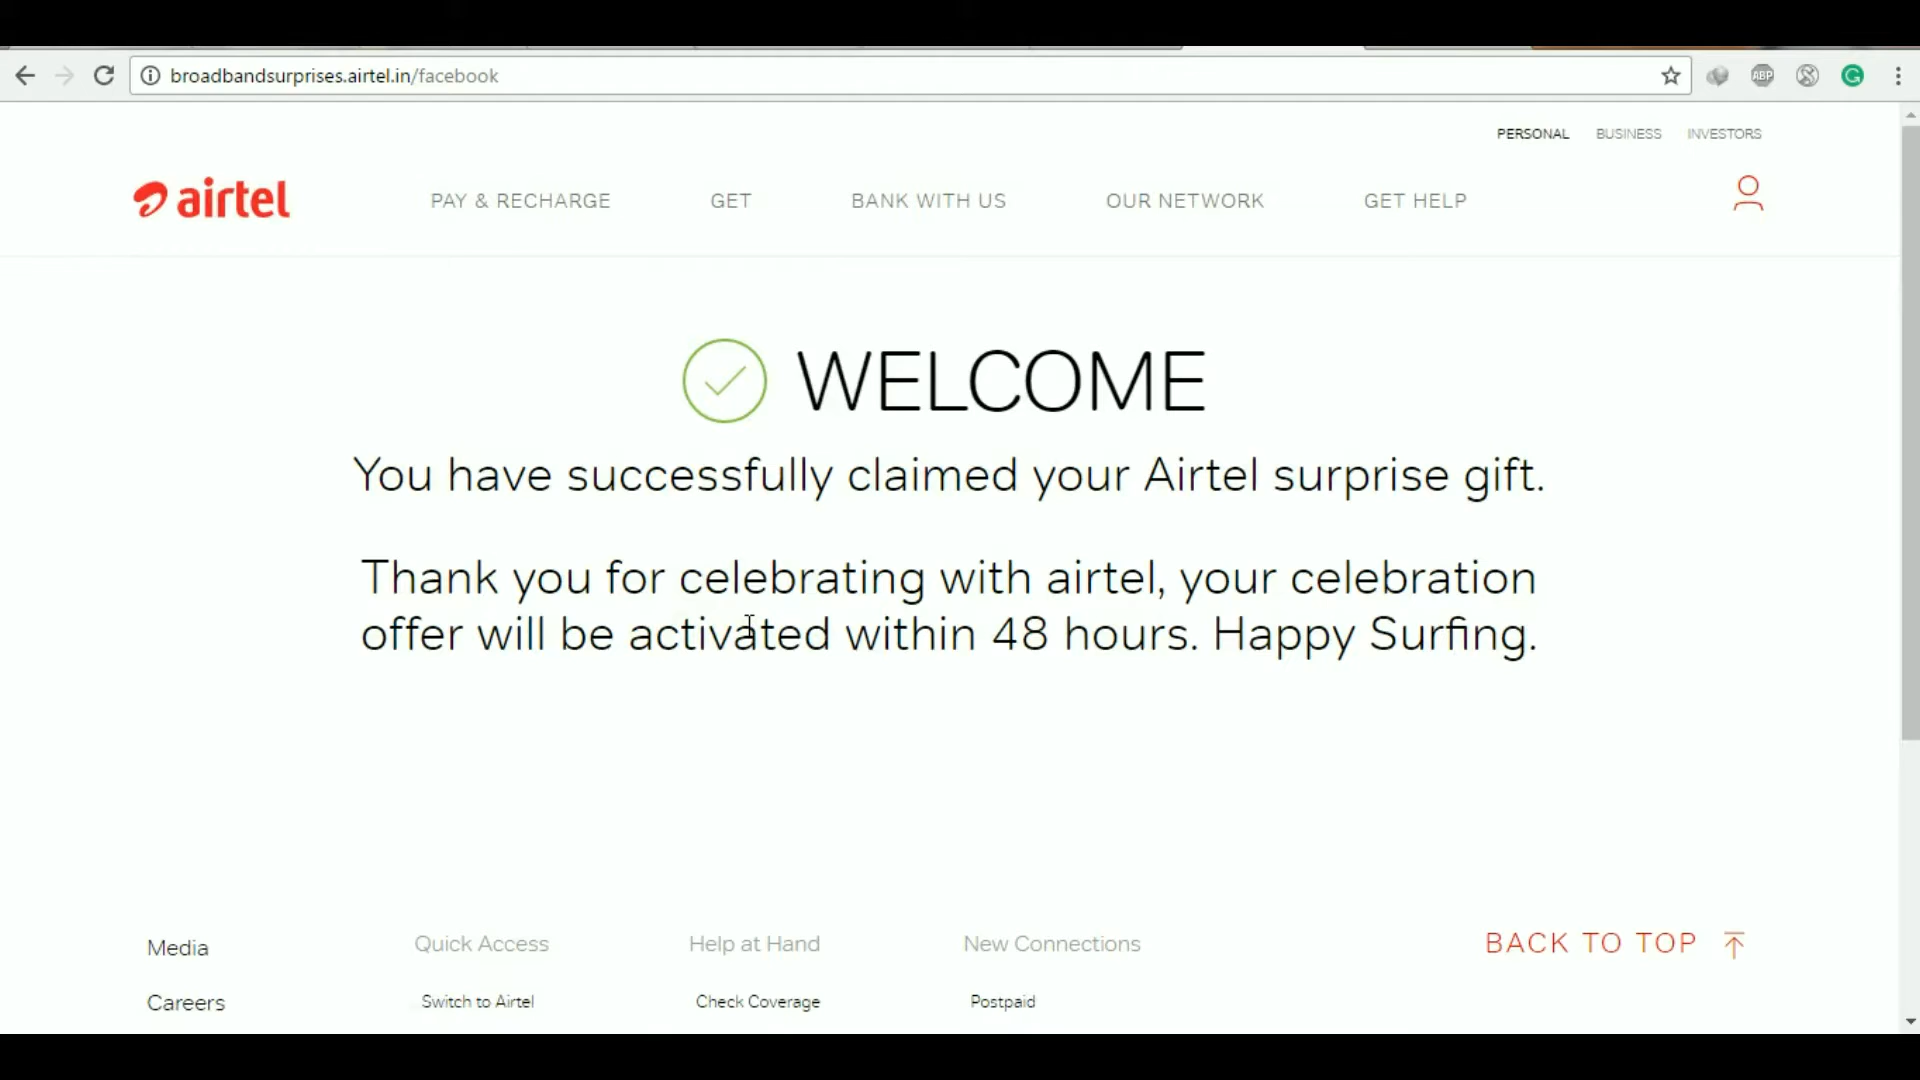 broadbandsurprises.airtel.in/facebook
ABP
G
PERSONAL BUSINESS INVESTORS
airtel PAY & RECHARGE GET BANK WITH US OUR NETWORK GET HELP
WELCOME
You have successfully claimed your Airtel surprise gift.
Thank you for celebrating with airtel, your celebration
offer will be activated within 48 hours. Happy Surfing.
Media Quick Access Help at Hand New Connections BACK TO TOP
Careers Switch to Airtel Check Coverage Postpaid